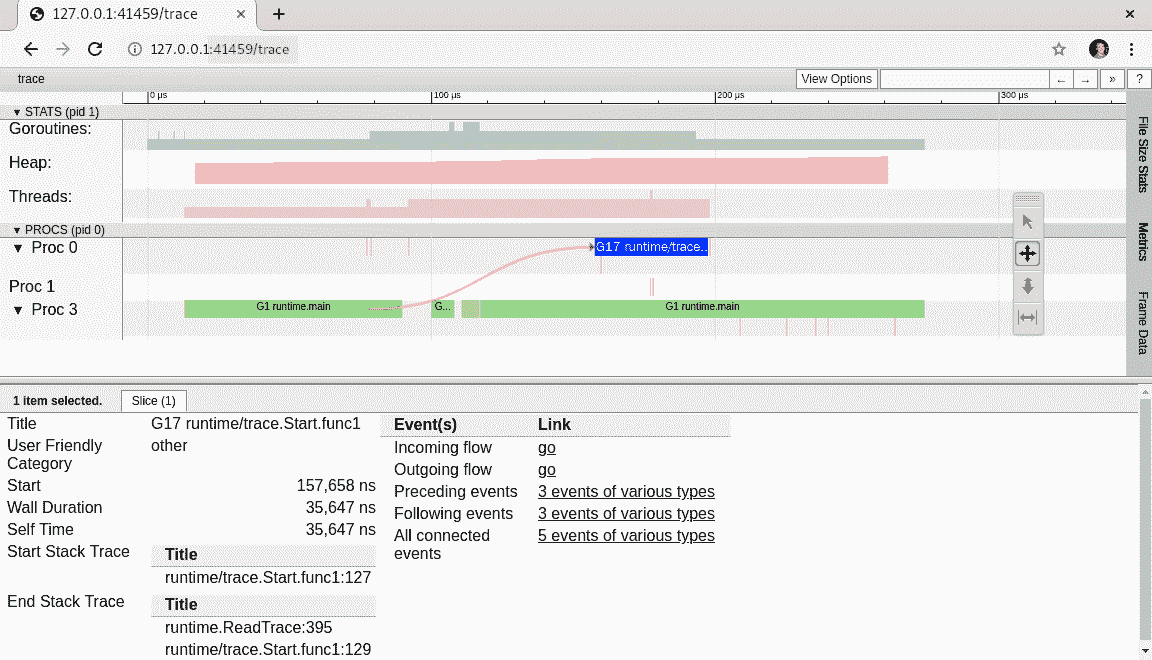 127.0.0.1:41459/trace
127.0.0.1:41459/trace
trace
View Options
← → » ?
0 µs 100 µs 200 µs 300 µs
▼ STATS (pid 1)
Goroutines:
Heap:
Threads:
▼ PROCS (pid 0)
▼ Proc 0
G17 runtime/trace..
Proc 1
▼ Proc 3
G1 runtime.main
G...
G1 runtime.main
File Size Stats
Metrics
Frame Data
1 item selected.
Slice (1)
Title G17 runtime/trace.Start.func1
User Friendly Category other
Start 157,658 ns
Wall Duration 35,647 ns
Self Time 35,647 ns
Start Stack Trace
Title
runtime/trace.Start.func1:127
End Stack Trace
Title
runtime.ReadTrace:395
runtime/trace.Start.func1:129
Event(s) Link
Incoming flow go
Outgoing flow go
Preceding events 3 events of various types
Following events 3 events of various types
All connected events 5 events of various types